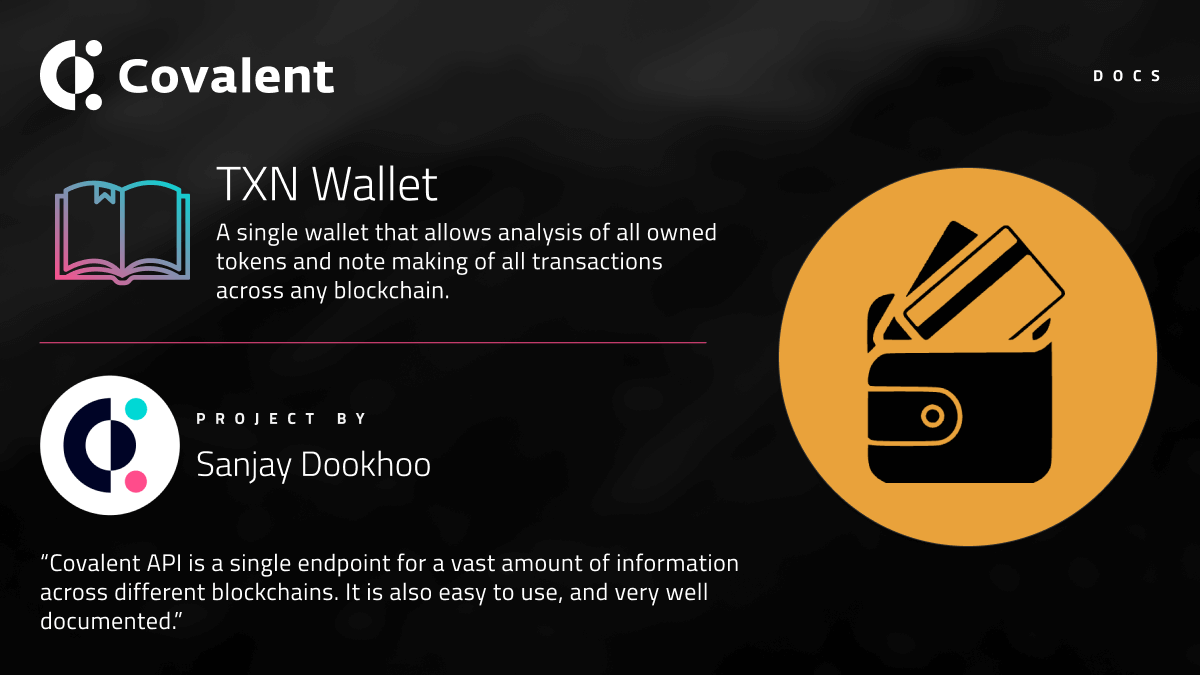 Covalent
DOCS
TXN Wallet
A single wallet that allows analysis of all owned
tokens and note making of all transactions
across any blockchain.
PROJECT BY
Sanjay Dookhoo
“Covalent API is a single endpoint for a vast amount of information
across different blockchains. It is also easy to use, and very well
documented.”